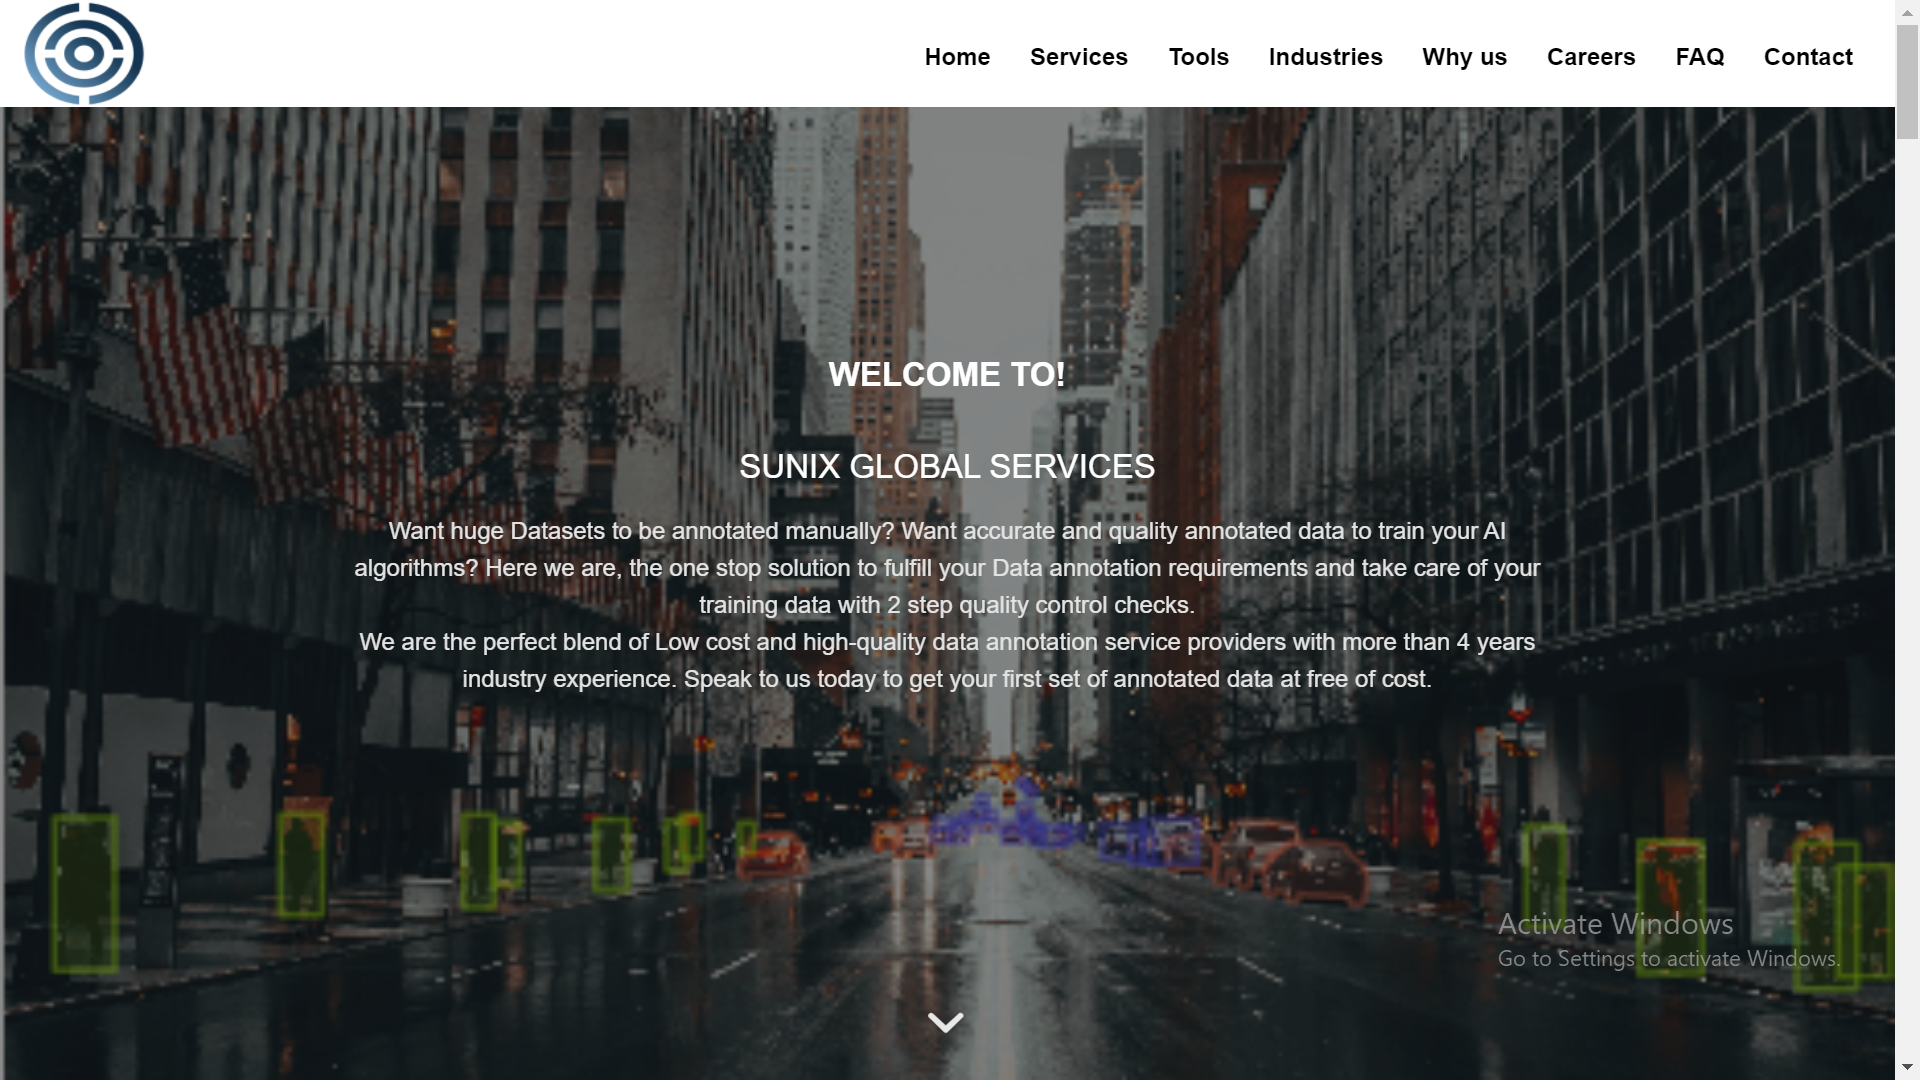 Home Services Tools Industries Why us Careers FAQ Contact
WELCOME TO!
SUNIX GLOBAL SERVICES
Want huge Datasets to be annotated manually? Want accurate and quality annotated data to train your AI
algorithms? Here we are, the one stop solution to fulfill your Data annotation requirements and take care of your
training data with 2 step quality control checks.
We are the perfect blend of Low cost and high-quality data annotation service providers with more than 4 years
industry experience. Speak to us today to get your first set of annotated data at free of cost.
Activate Windows
Go to Settings to activate Windows.